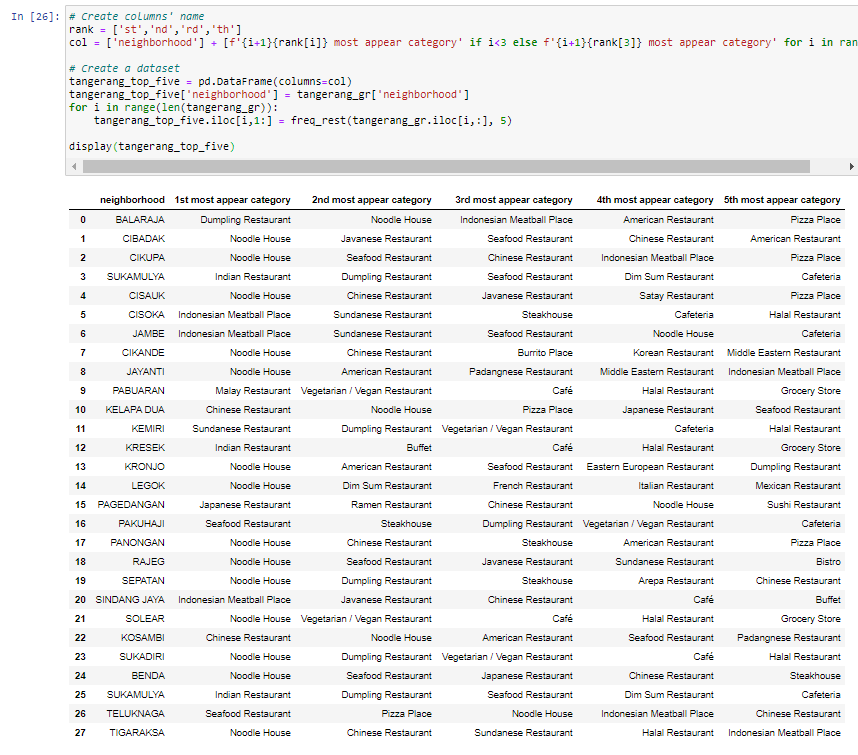 In [26]:
# Create columns' name
rank = ['st','nd','rd','th']
col = ['neighborhood'] + [f'{i+1}{rank[i]} most appear category' if i<3 else f'{i+1}{rank[3]} most appear category' for i in ran
# Create a dataset
tangerang_top_five = pd.DataFrame(columns=col)
tangerang_top_five['neighborhood'] = tangerang_gr['neighborhood']
for i in range(len(tangerang_gr)):
    tangerang_top_five.iloc[i,1:] = freq_rest(tangerang_gr.iloc[i,:], 5)
display(tangerang_top_five)
neighborhood 1st most appear category 2nd most appear category 3rd most appear category 4th most appear category 5th most appear category
0 BALARAJA Dumpling Restaurant Noodle House Indonesian Meatball Place American Restaurant Pizza Place
1 CIBADAK Noodle House Javanese Restaurant Seafood Restaurant Chinese Restaurant American Restaurant
2 CIKUPA Noodle House Seafood Restaurant Chinese Restaurant Indonesian Meatball Place Pizza Place
3 SUKAMULYA Indian Restaurant Dumpling Restaurant Seafood Restaurant Dim Sum Restaurant Cafeteria
4 CISAUK Noodle House Chinese Restaurant Javanese Restaurant Satay Restaurant Pizza Place
5 CISOKA Indonesian Meatball Place Sundanese Restaurant Steakhouse Cafeteria Halal Restaurant
6 JAMBE Indonesian Meatball Place Sundanese Restaurant Seafood Restaurant Noodle House Cafeteria
7 CIKANDE Noodle House Chinese Restaurant Burrito Place Korean Restaurant Middle Eastern Restaurant
8 JAYANTI Noodle House American Restaurant Padangnese Restaurant Middle Eastern Restaurant Indonesian Meatball Place
9 PABUARAN Malay Restaurant Vegetarian / Vegan Restaurant Café Halal Restaurant Grocery Store
10 KELAPA DUA Chinese Restaurant Noodle House Pizza Place Japanese Restaurant Seafood Restaurant
11 KEMIRI Sundanese Restaurant Dumpling Restaurant Vegetarian / Vegan Restaurant Cafeteria Halal Restaurant
12 KRESEK Indian Restaurant Buffet Café Halal Restaurant Grocery Store
13 KRONJO Noodle House American Restaurant Seafood Restaurant Eastern European Restaurant Dumpling Restaurant
14 LEGOK Noodle House Dim Sum Restaurant French Restaurant Italian Restaurant Mexican Restaurant
15 PAGEDANGAN Japanese Restaurant Ramen Restaurant Chinese Restaurant Noodle House Sushi Restaurant
16 PAKUHAJI Seafood Restaurant Steakhouse Dumpling Restaurant Vegetarian / Vegan Restaurant Cafeteria
17 PANONGAN Noodle House Chinese Restaurant Steakhouse American Restaurant Pizza Place
18 RAJEG Noodle House Seafood Restaurant Javanese Restaurant Sundanese Restaurant Bistro
19 SEPATAN Noodle House Dumpling Restaurant Steakhouse Arepa Restaurant Chinese Restaurant
20 SINDANG JAYA Indonesian Meatball Place Javanese Restaurant Chinese Restaurant Café Buffet
21 SOLEAR Noodle House Vegetarian / Vegan Restaurant Café Halal Restaurant Grocery Store
22 KOSAMBI Chinese Restaurant Noodle House American Restaurant Seafood Restaurant Padangnese Restaurant
23 SUKADIRI Noodle House Dumpling Restaurant Vegetarian / Vegan Restaurant Café Halal Restaurant
24 BENDA Noodle House Seafood Restaurant Japanese Restaurant Chinese Restaurant Steakhouse
25 SUKAMULYA Indian Restaurant Dumpling Restaurant Seafood Restaurant Dim Sum Restaurant Cafeteria
26 TELUKNAGA Seafood Restaurant Pizza Place Noodle House Indonesian Meatball Place Chinese Restaurant
27 TIGARAKSA Noodle House Chinese Restaurant Sundanese Restaurant Halal Restaurant Indonesian Meatball Place